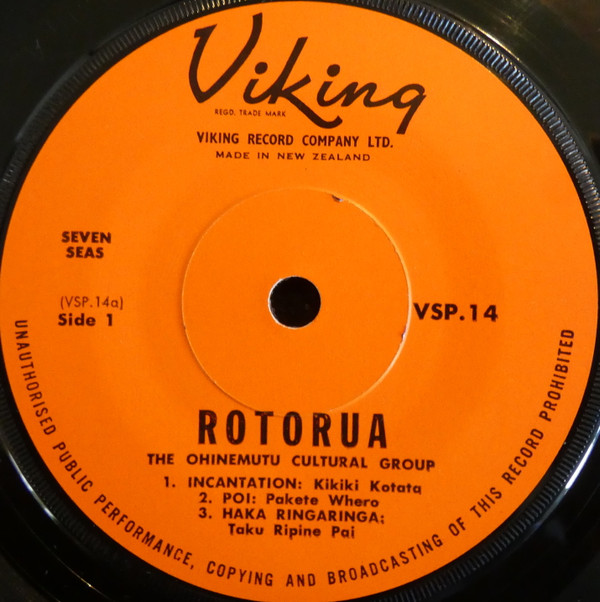 Viking
REGD. TRADE MARK
VIKING RECORD COMPANY LTD.
MADE IN NEW ZEALAND
SEVEN
SEAS
(VSP.14a)
Side 1
VSP.14
ROTORUA
THE OHINEMUTU CULTURAL GROUP
1. INCANTATION: Kikiki Kotata
2. POI: Pakete Whero
3. HAKA RINGARINGA;
Taku Ripine Pai
UNAUTHORISED PUBLIC PERFORMANCE, COPYING AND BROADCASTING OF THIS RECORD PROHIBITED